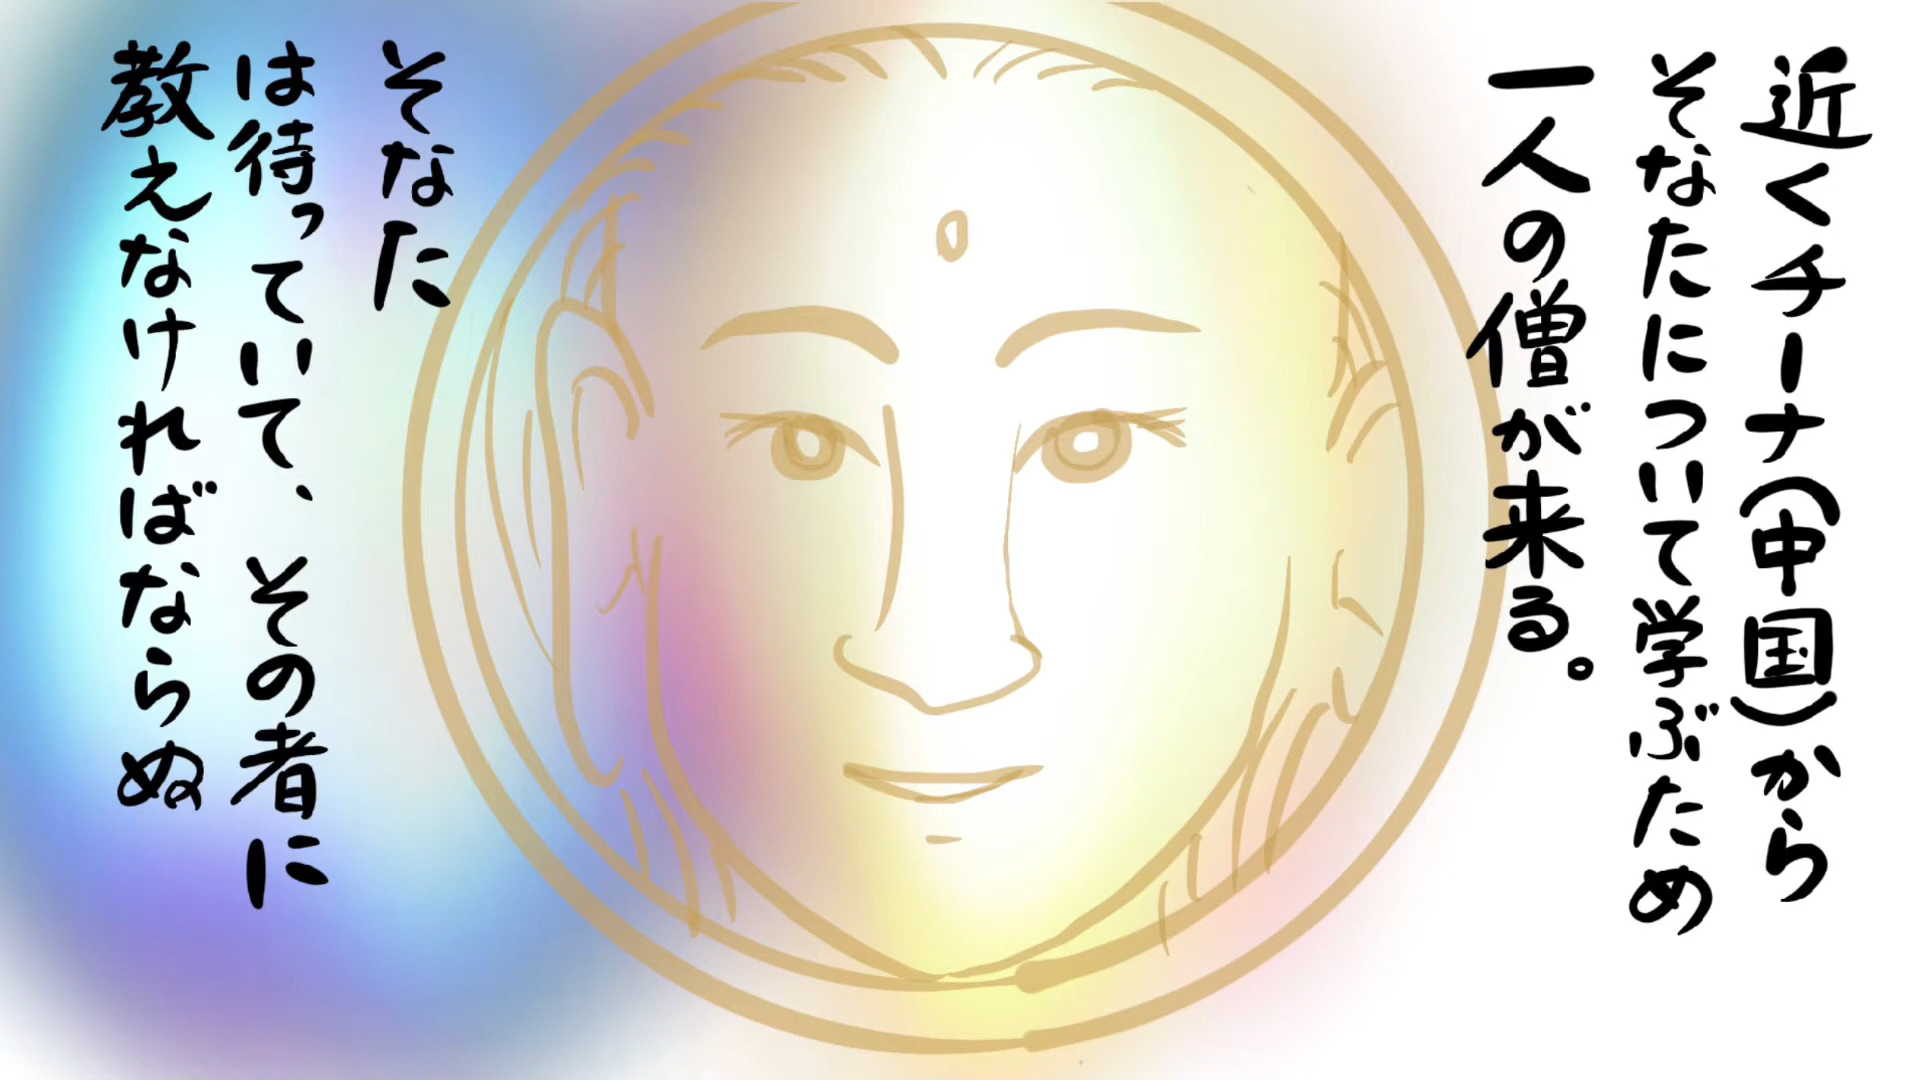 近くチーナ(中国)から
そなたについて学ぶため
一人の僧が来る。
そなた
は待っていて、その者に
教えなければならぬ